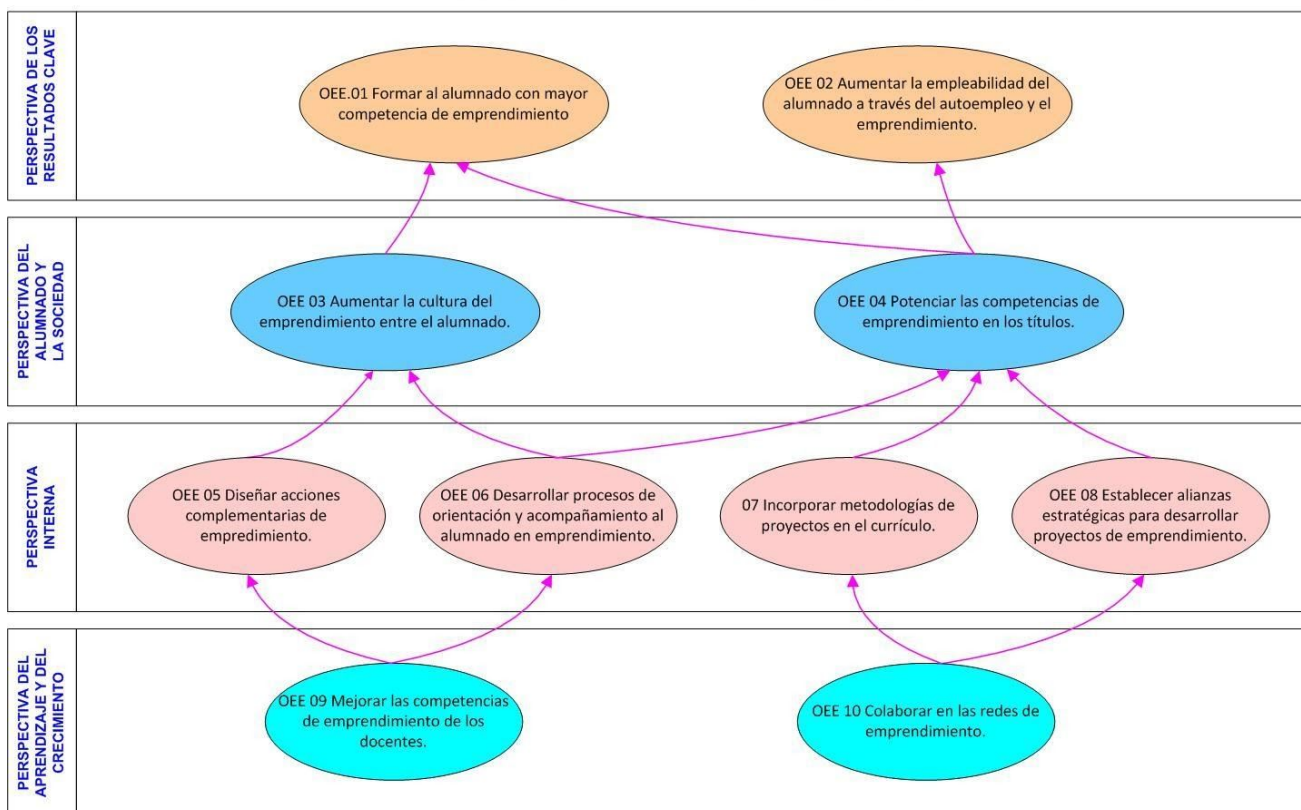 PERSPECTIVA DE LOS
RESULTADOS CLAVE
OEE.01 Formar al alumnado con mayor
competencia de emprendimiento
OEE 02 Aumentar la empleabilidad del
alumnado a través del autoempleo y el
emprendimiento.
PERSPECTIVA DEL
ALUMNADO Y
LA SOCIEDAD
OEE 03 Aumentar la cultura del
emprendimiento entre el alumnado.
OEE 04 Potenciar las competencias de
emprendimiento en los títulos.
PERSPECTIVA
INTERNA
OEE 05 Diseñar acciones
complementarias de
empredimiento.
OEE 06 Desarrollar procesos de
orientación y acompañamiento al
alumnado en emprendimiento.
07 Incorporar metodologías de
proyectos en el currículo.
OEE 08 Establecer alianzas
estratégicas para desarrollar
proyectos de emprendimiento.
PERSPECTIVA DEL
APRENDIZAJE Y DEL
CRECIMIENTO
OEE 09 Mejorar las competencias
de emprendimiento de los
docentes.
OEE 10 Colaborar en las redes de
emprendimiento.